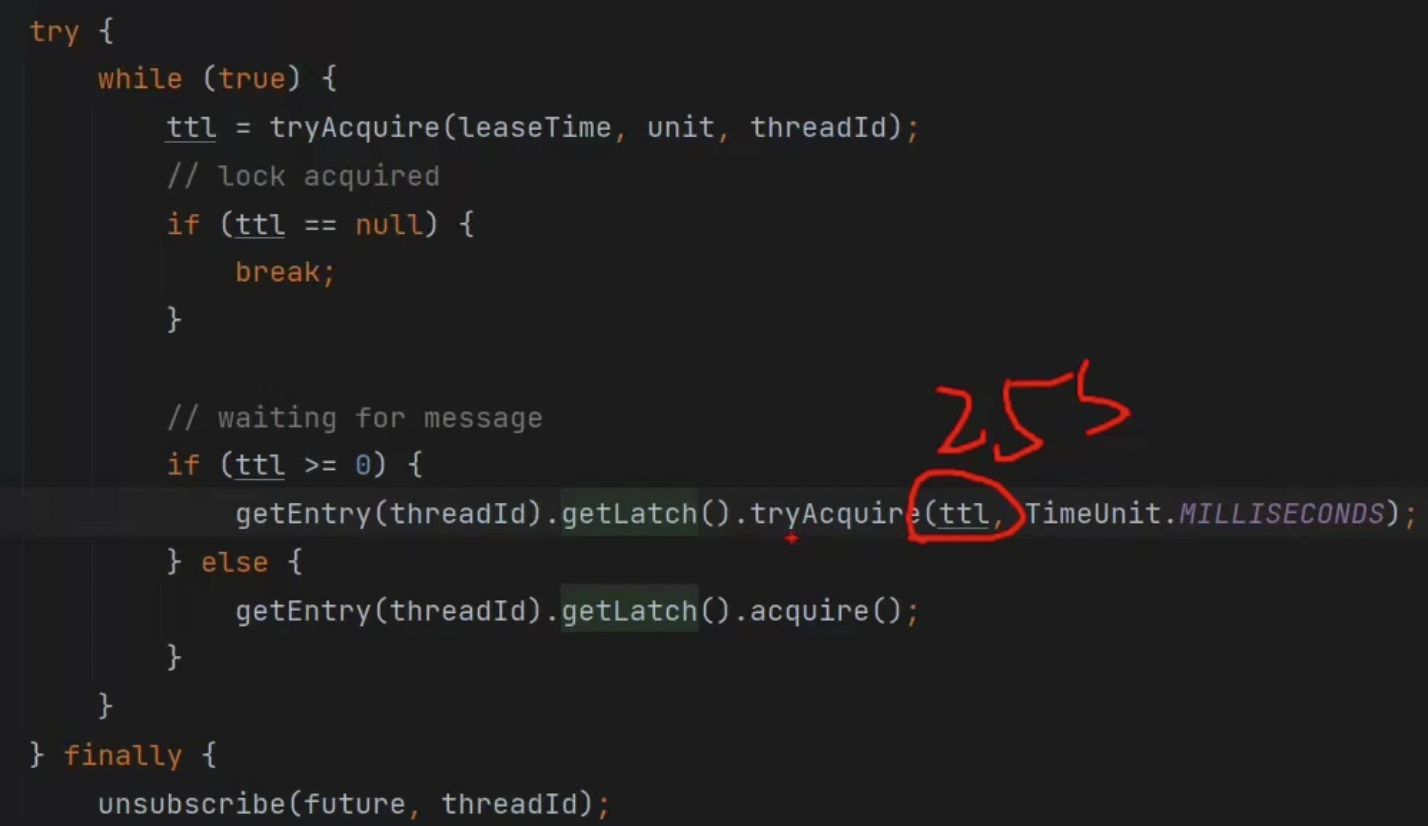 try {
while (true) {
ttl = tryAcquire(leaseTime, unit, threadId);
// lock acquired
if (ttl == null) {
break;
}
// waiting for message
25s
if (ttl >= 0) {
getEntry(threadId).getLatch().tryAcquire(ttl, TimeUnit.MILLISECONDS);
} else {
getEntry(threadId).getLatch().acquire();
}
}
} finally {
unsubscribe(future, threadId);